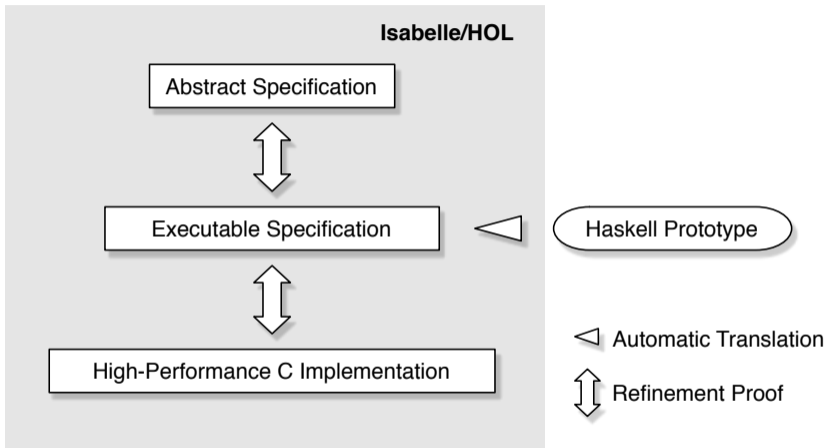 Isabelle/HOL
Abstract Specification
Executable Specification
Haskell Prototype
High-Performance C Implementation
Automatic Translation
Refinement Proof